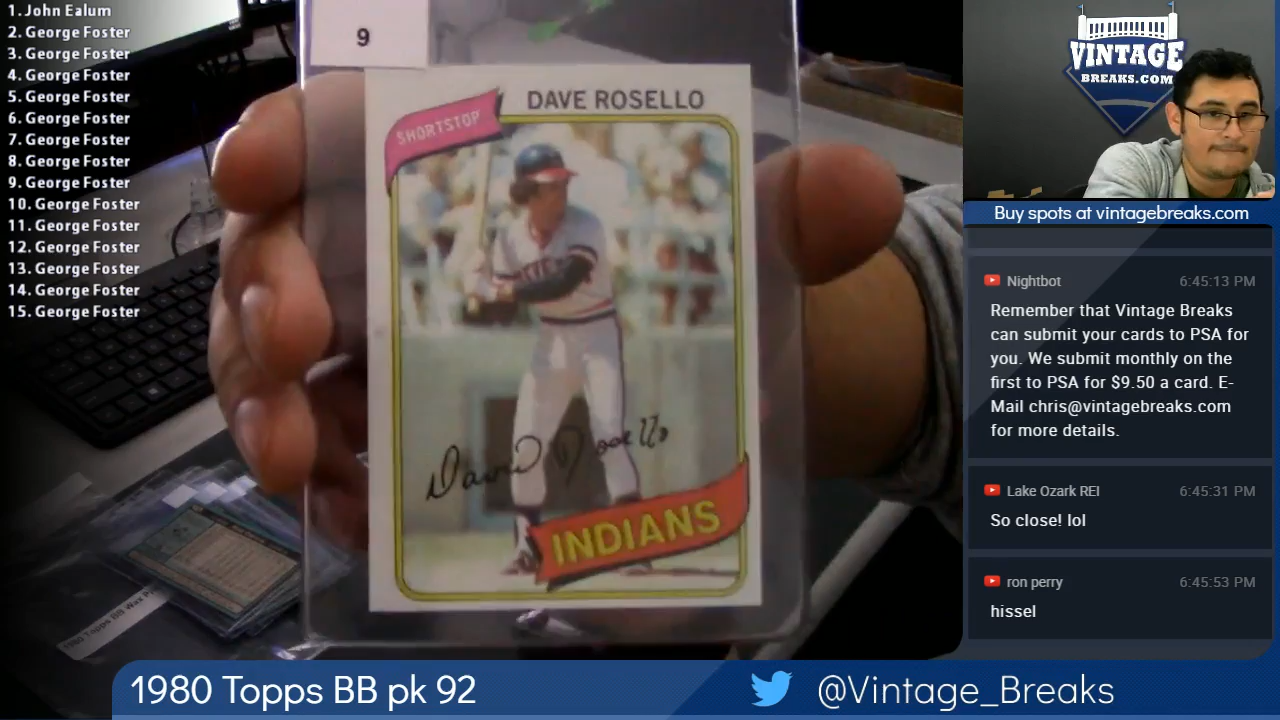 1. John Ealum
2. George Foster
3. George Foster
4. George Foster
5. George Foster
6. George Foster
7. George Foster
8. George Foster
9. George Foster
10. George Foster
11. George Foster
12. George Foster
13. George Foster
14. George Foster
15. George Foster
9
DAVE ROSELLO
SHORTSTOP
David Rosello
INDIANS
1980 Topps BB Wax
VINTAGE
BREAKS.COM
Buy spots at vintagebreaks.com
Nightbot 6:45:13 PM
Remember that Vintage Breaks
can submit your cards to PSA for
you. We submit monthly on the
first to PSA for $9.50 a card. E-
Mail chris@vintagebreaks.com
for more details.
Lake Ozark REI 6:45:31 PM
So close! lol
ron perry 6:45:53 PM
hissel
1980 Topps BB pk 92
@Vintage_Breaks